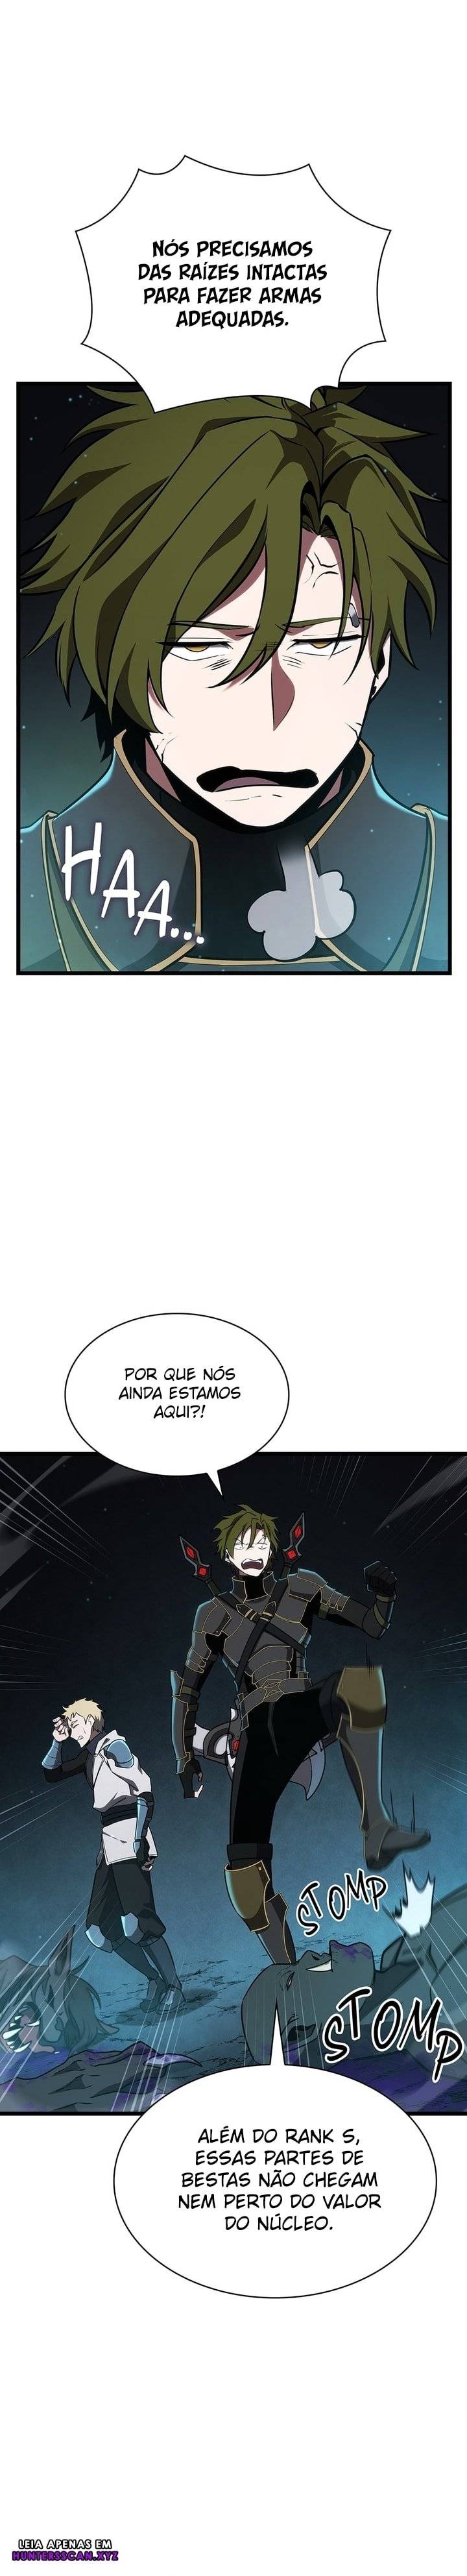 NÓS PRECISAMOS
DAS RAÍZES INTACTAS
PARA FAZER ARMAS
ADEQUADAS.
HAA...
POR QUE NÓS
AINDA ESTAMOS
AQUI?!
STOMP
STOMP
ALÉM DO RANK S,
ESSAS PARTES DE
BESTAS NÃO CHEGAM
NEM PERTO DO VALOR
DO NÚCLEO.
LEIA APENAS EM
HUNTERSSCAN.XYZ